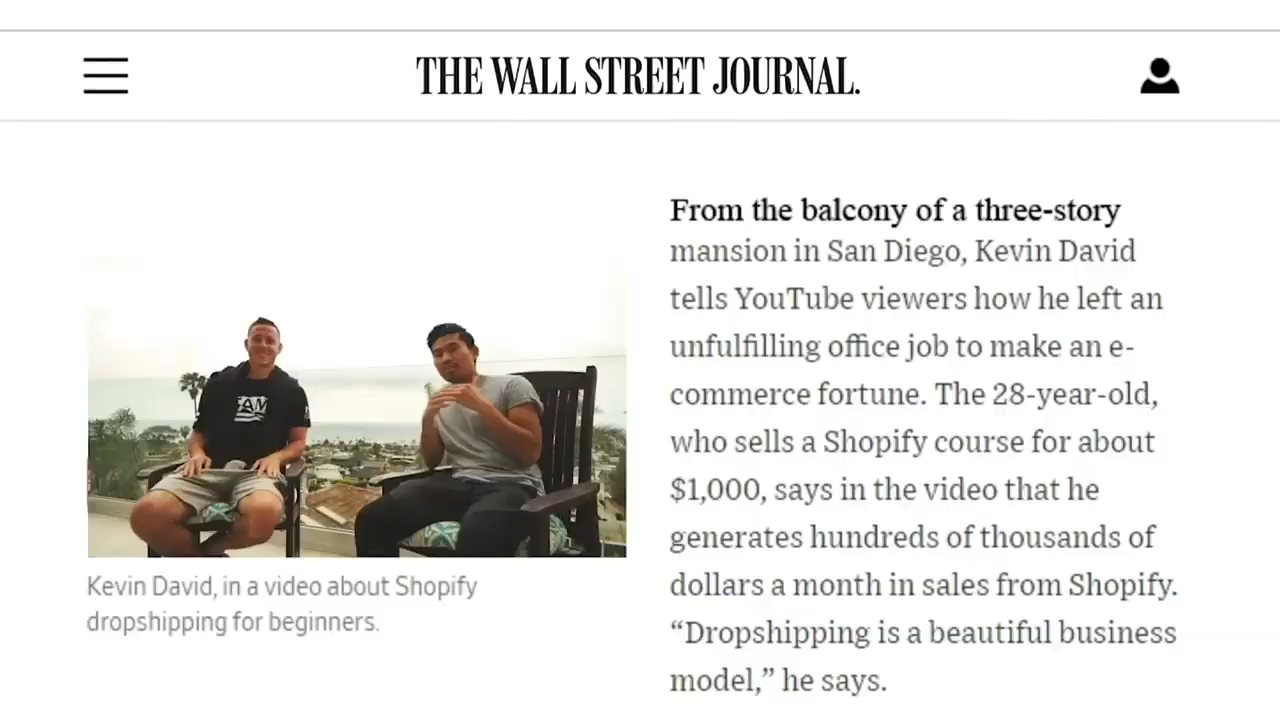 THE WALL STREET JOURNAL.
From the balcony of a three-story
mansion in San Diego, Kevin David
tells YouTube viewers how he left an
unfulfilling office job to make an e-
commerce fortune. The 28-year-old,
who sells a Shopify course for about
$1,000, says in the video that he
generates hundreds of thousands of
dollars a month in sales from Shopify.
“Dropshipping is a beautiful business
model,” he says.
FAM
Kevin David, in a video about Shopify
dropshipping for beginners.